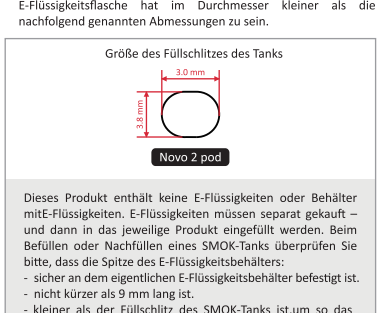 E-Flüssigkeitsflasche hat im Durchmesser kleiner als die
nachfolgend genannten Abmessungen zu sein.
Größe des Füllschlitzes des Tanks
3.0 mm
3.8 mm
Novo 2 pod
Dieses Produkt enthält keine E-Flüssigkeiten oder Behälter
mitE-Flüssigkeiten. E-Flüssigkeiten müssen separat gekauft –
und dann in das jeweilige Produkt eingefüllt werden. Beim
Befüllen oder Nachfüllen eines SMOK-Tanks überprüfen Sie
bitte, dass die Spitze des E-Flüssigkeitsbehälters:
- sicher an dem eigentlichen E-Flüssigkeitsbehälter befestigt ist.
- nicht kürzer als 9 mm lang ist.
- kleiner als der Füllschlitz des SMOK-Tanks ist,um so das